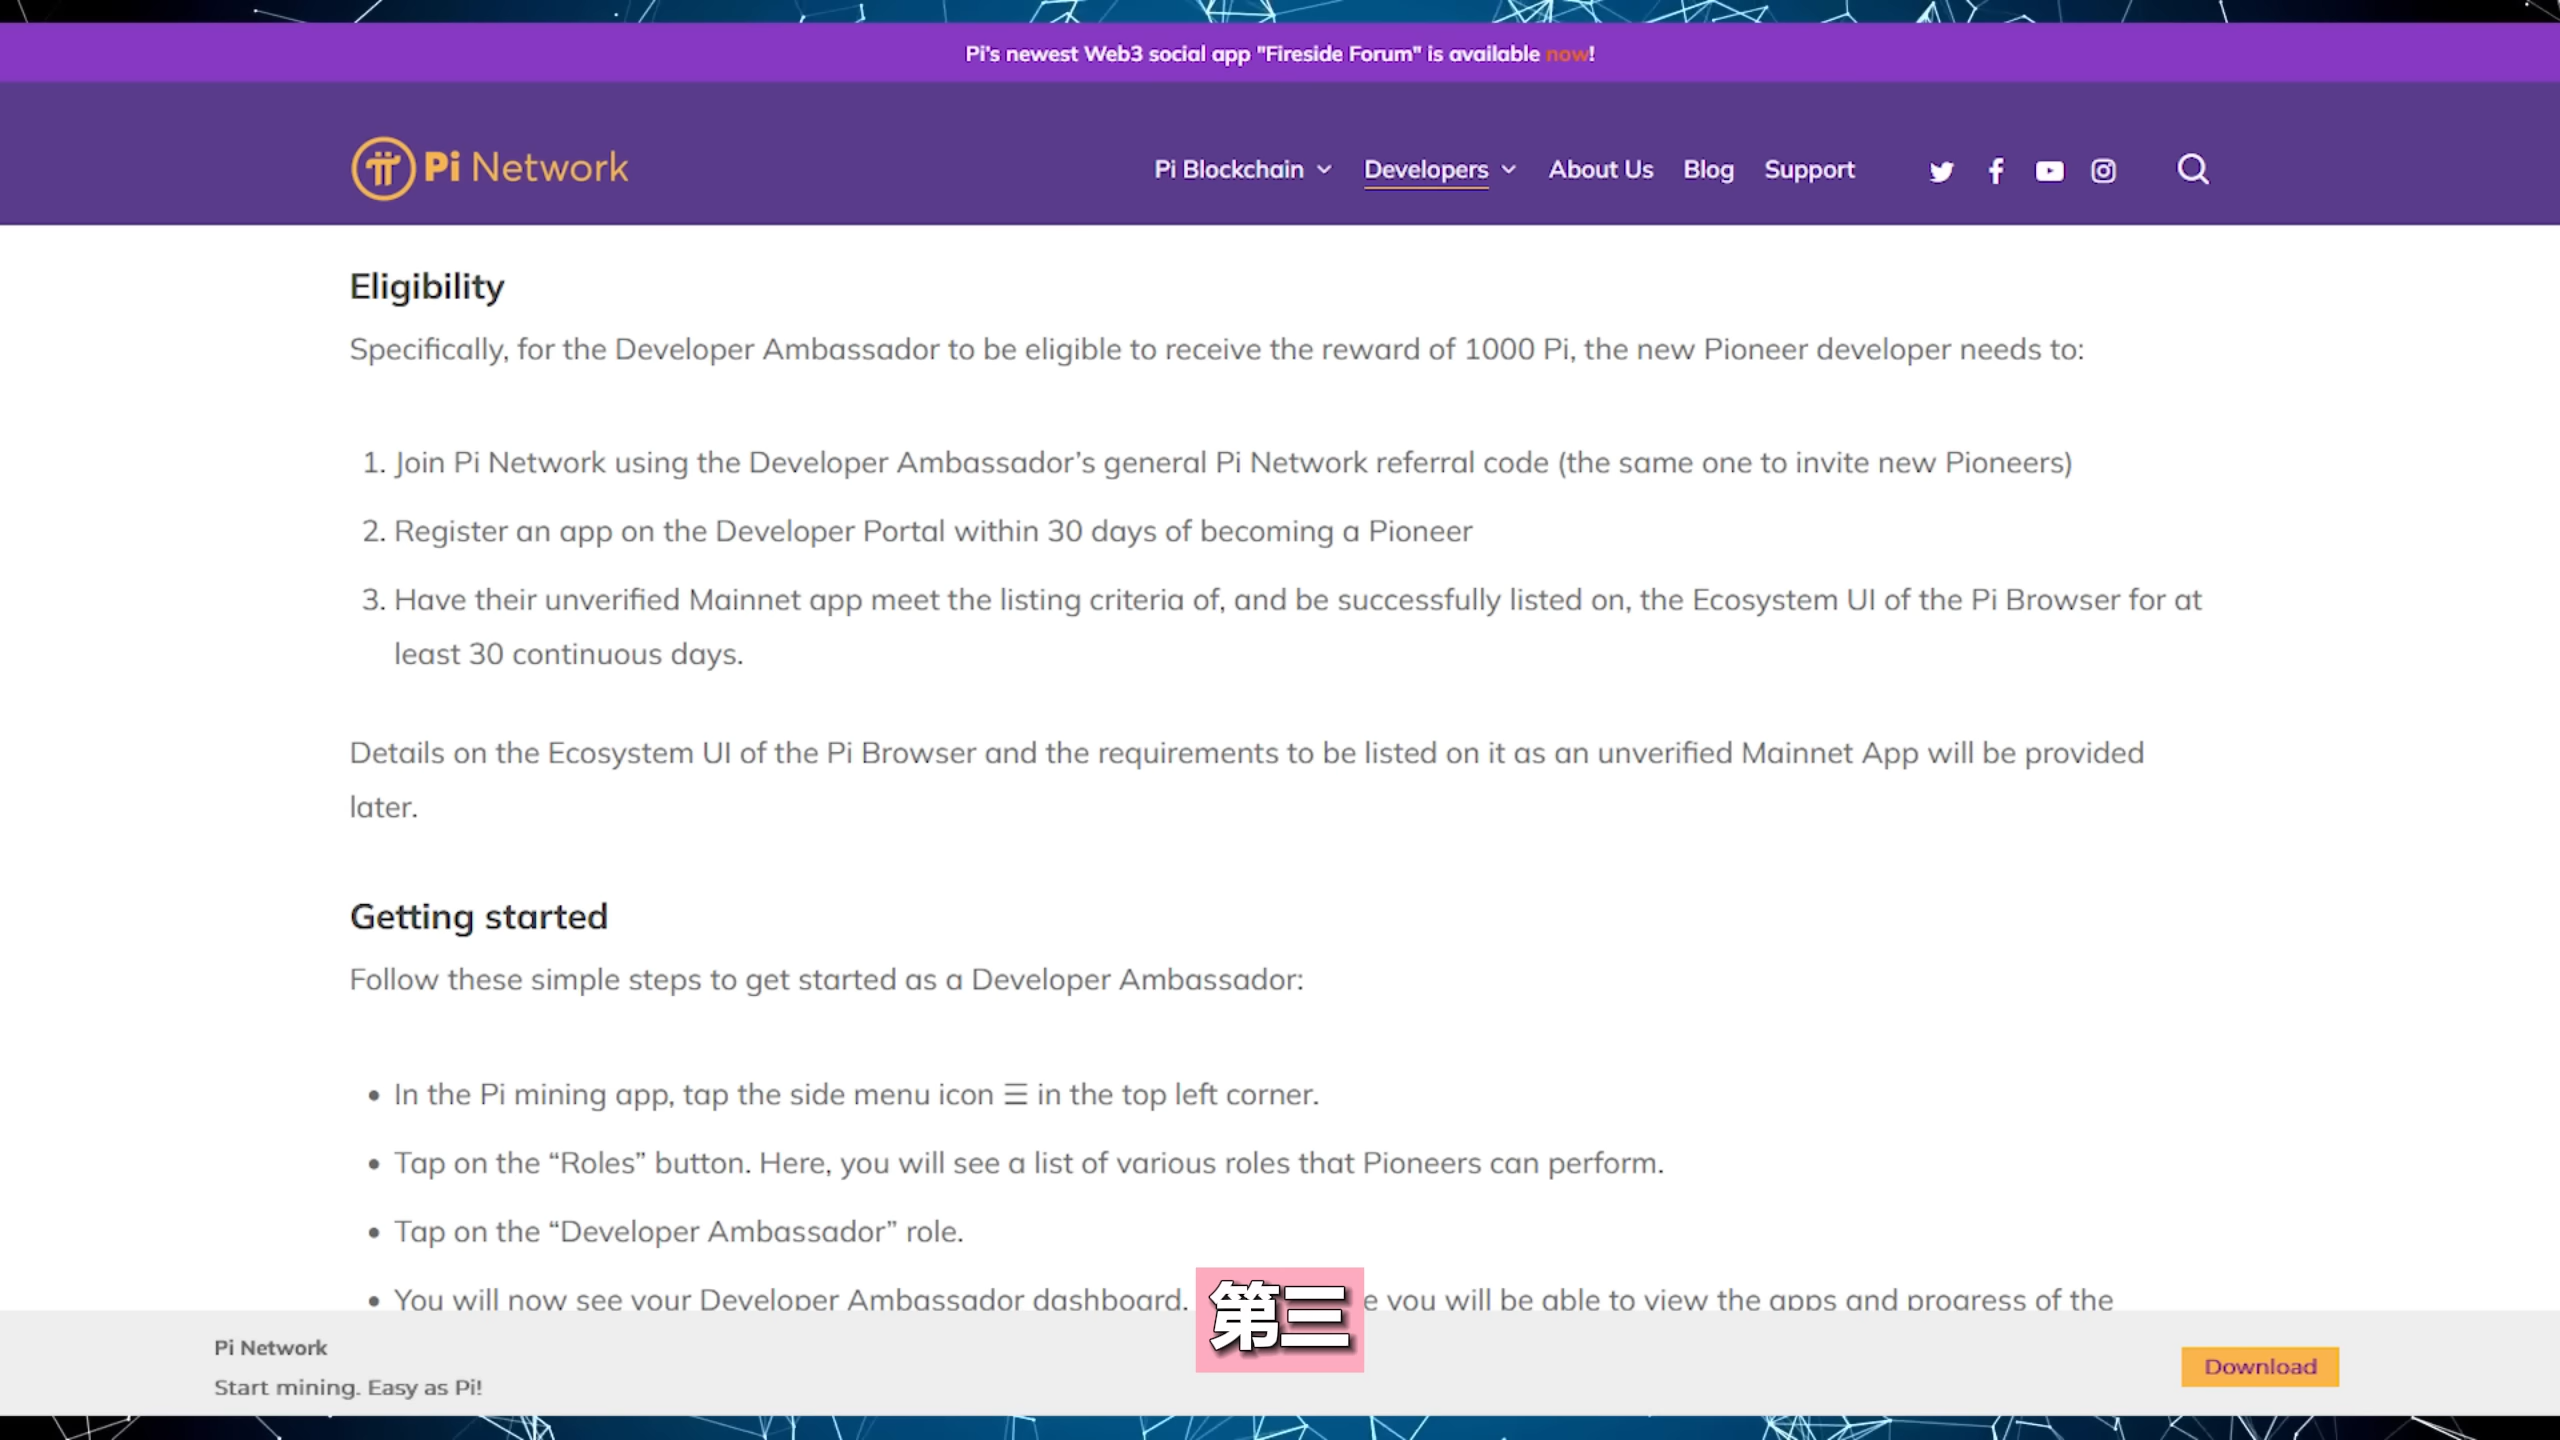 Pi's newest Web3 social app "Fireside Forum" is available now!
Pi Network
Pi Blockchain Developers About Us Blog Support
Eligibility
Specifically, for the Developer Ambassador to be eligible to receive the reward of 1000 Pi, the new Pioneer developer needs to:
1. Join Pi Network using the Developer Ambassador’s general Pi Network referral code (the same one to invite new Pioneers)
2. Register an app on the Developer Portal within 30 days of becoming a Pioneer
3. Have their unverified Mainnet app meet the listing criteria of, and be successfully listed on, the Ecosystem UI of the Pi Browser for at
least 30 continuous days.
Details on the Ecosystem UI of the Pi Browser and the requirements to be listed on it as an unverified Mainnet App will be provided
later.
Getting started
Follow these simple steps to get started as a Developer Ambassador:
• In the Pi mining app, tap the side menu icon ☰ in the top left corner.
• Tap on the “Roles” button. Here, you will see a list of various roles that Pioneers can perform.
• Tap on the “Developer Ambassador” role.
• You will now see your Developer Ambassador dashboard. you will be able to view the apps and progress of the
第三
Pi Network
Start mining. Easy as Pi!
Download